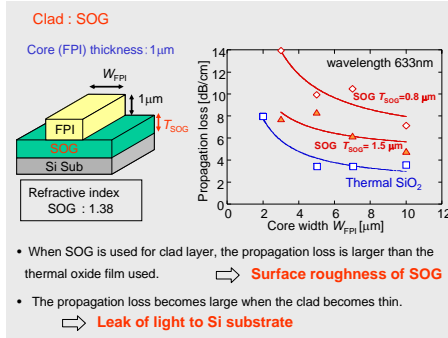 Clad : SOG
Core (FPI) thickness : 1μm
W_FPI
1μm
T_SOG
FPI
SOG
Si Sub
Refractive index
SOG : 1.38
Propagation loss [dB/cm]
14
12
10
8
6
4
2
0
wavelength 633nm
SOG T_SOG=0.8 μm
SOG T_SOG= 1.5 μm
Thermal SiO₂
0 2 4 6 8 10 12
Core width W_FPI [μm]
• When SOG is used for clad layer, the propagation loss is larger than the
thermal oxide film used. ⇨ Surface roughness of SOG
• The propagation loss becomes large when the clad becomes thin.
⇨ Leak of light to Si substrate